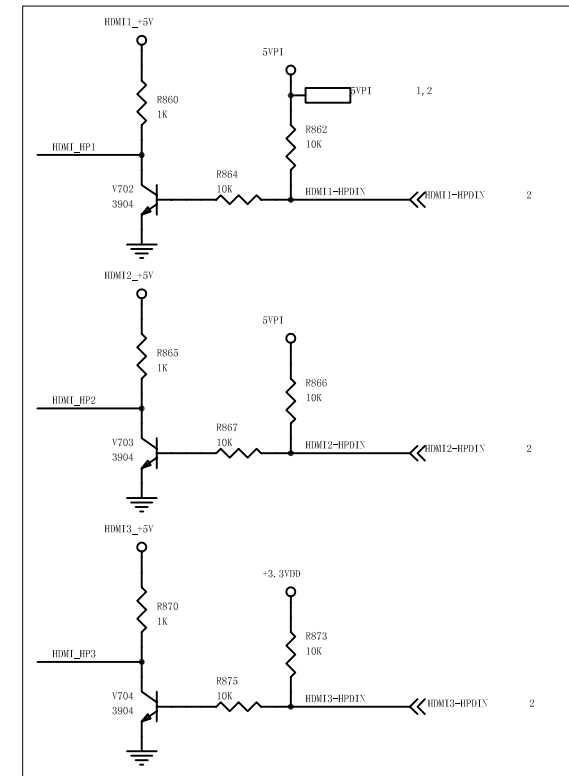 HDMI1_+5V
5VPI
5VPI 1,2
R860
1K
R862
10K
HDMI_HP1
R864
10K
V702
3904
HDMI1-HPDIN
HDMI1-HPDIN 2
HDMI2_+5V
5VPI
R865
1K
R866
10K
HDMI_HP2
R867
10K
V703
3904
HDMI2-HPDIN
HDMI2-HPDIN 2
HDMI3_+5V
+3.3VDD
R870
1K
R873
10K
HDMI_HP3
R875
10K
V704
3904
HDMI3-HPDIN
HDMI3-HPDIN 2